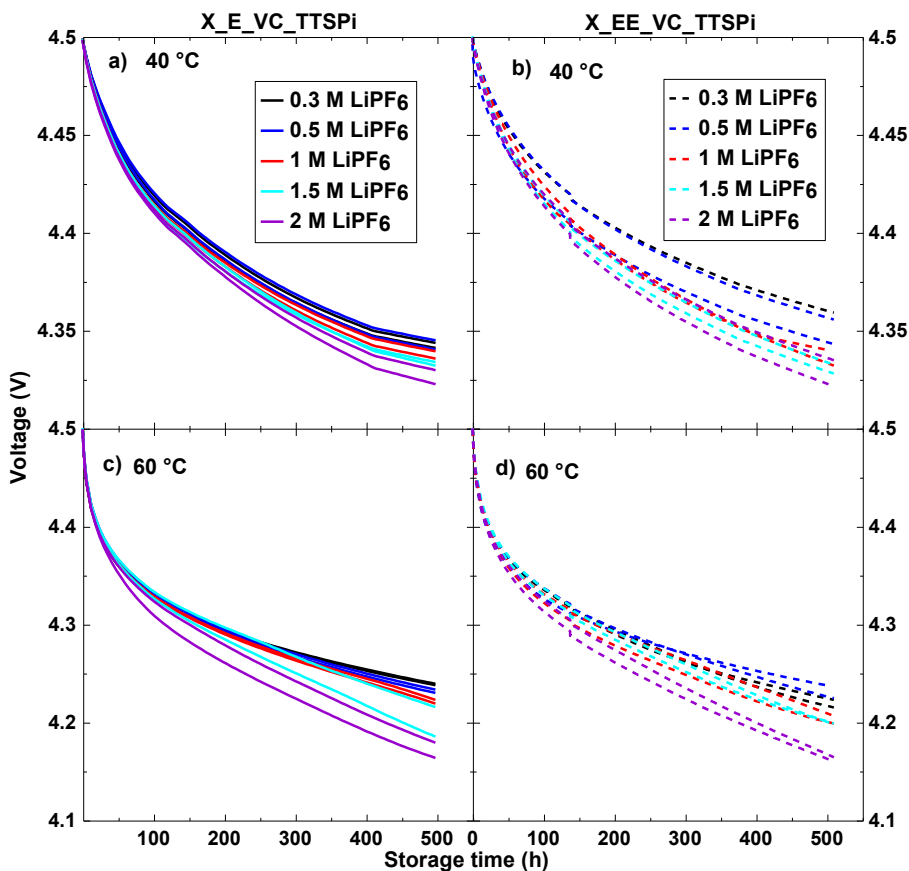 X_E_VC_TTSPi
X_EE_VC_TTSPi
4.5
4.45
4.4
4.35
a) 40 °C
0.3 M LiPF6
0.5 M LiPF6
1 M LiPF6
1.5 M LiPF6
2 M LiPF6
b) 40 °C
0.3 M LiPF6
0.5 M LiPF6
1 M LiPF6
1.5 M LiPF6
2 M LiPF6
4.5
4.45
4.4
4.35
Voltage (V)
4.5
4.4
4.3
4.2
4.1
c) 60 °C
d) 60 °C
4.5
4.4
4.3
4.2
4.1
100 200 300 400 500
0 100 200 300 400 500
Storage time (h)